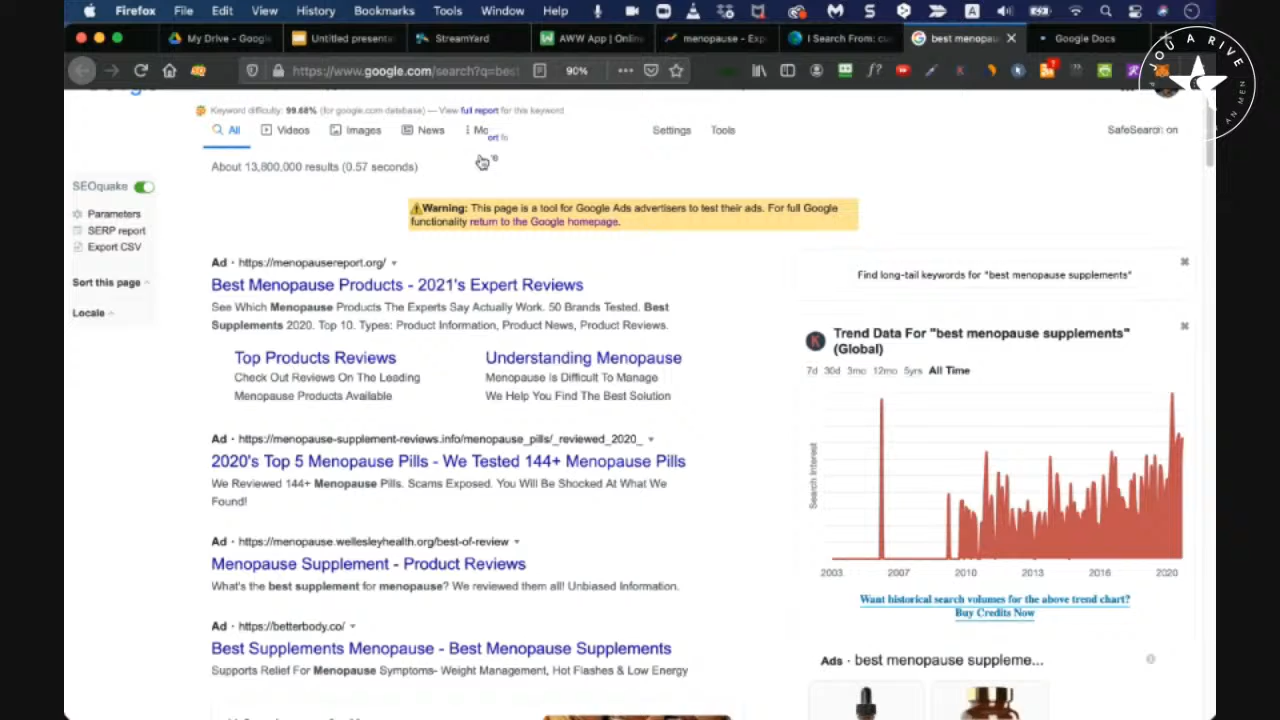 Firefox File Edit View History Bookmarks Tools Window Help
My Drive - Google
Untitled presenta
StreamYard
AWW App | Online
menopause - Exp
I Search From: cu
best menopau
Google Docs
https://www.google.com/search?q=best
90%
Keyword difficulty: 99.68% (for google.com database) — View full report for this keyword
All Videos Images News Mo
Settings Tools
SafeSearch on
About 13,800,000 results (0.57 seconds)
SEOquake
Parameters
SERP report
Export CSV
Sort this page
Locale
Warning: This page is a tool for Google Ads advertisers to test their ads. For full Google
functionality return to the Google homepage.
Ad · https://menopausereport.org/
Best Menopause Products - 2021's Expert Reviews
See Which Menopause Products The Experts Say Actually Work. 50 Brands Tested. Best
Supplements 2020. Top 10. Types: Product Information, Product News, Product Reviews.
Top Products Reviews
Check Out Reviews On The Leading
Menopause Products Available
Understanding Menopause
Menopause Is Difficult To Manage
We Help You Find The Best Solution
Ad · https://menopause-supplement-reviews.info/menopause_pills/_reviewed_2020_
2020's Top 5 Menopause Pills - We Tested 144+ Menopause Pills
We Reviewed 144+ Menopause Pills. Scams Exposed. You Will Be Shocked At What We
Found!
Ad · https://menopause.wellesleyhealth.org/best-of-review
Menopause Supplement - Product Reviews
What's the best supplement for menopause? We reviewed them all! Unbiased Information.
Ad · https://betterbody.co/
Best Supplements Menopause - Best Menopause Supplements
Supports Relief For Menopause Symptoms- Weight Management, Hot Flashes & Low Energy
Find long-tail keywords for "best menopause supplements"
Trend Data For "best menopause supplements"
(Global)
7d 30d 3mo 12mo 5yrs All Time
Search Interest
2003 2007 2010 2013 2016 2020
Want historical search volumes for the above trend chart?
Buy Credits Now
Ads · best menopause suppleme...